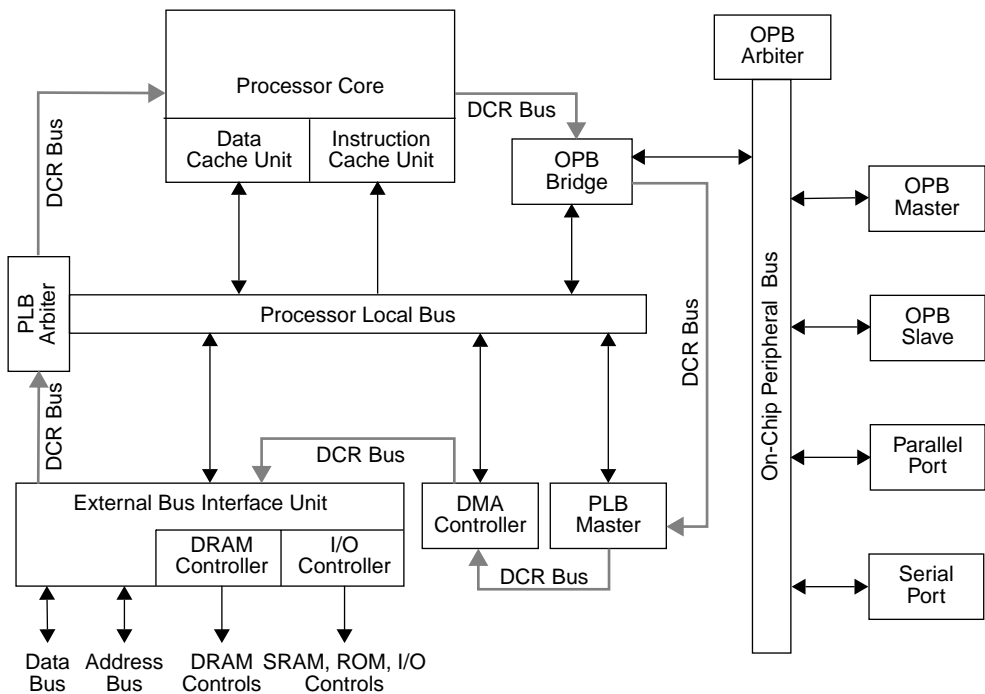 OPB
Arbiter
Processor Core
DCR Bus
DCR Bus
Data
Cache Unit
Instruction
Cache Unit
OPB
Bridge
OPB
Master
PLB
Arbiter
Processor Local Bus
DCR Bus
On-Chip Peripheral Bus
OPB
Slave
DCR Bus
DCR Bus
Parallel
Port
External Bus Interface Unit
DRAM
Controller
I/O
Controller
DMA
Controller
PLB
Master
DCR Bus
Serial
Port
Data
Bus
Address
Bus
DRAM
Controls
SRAM, ROM, I/O
Controls